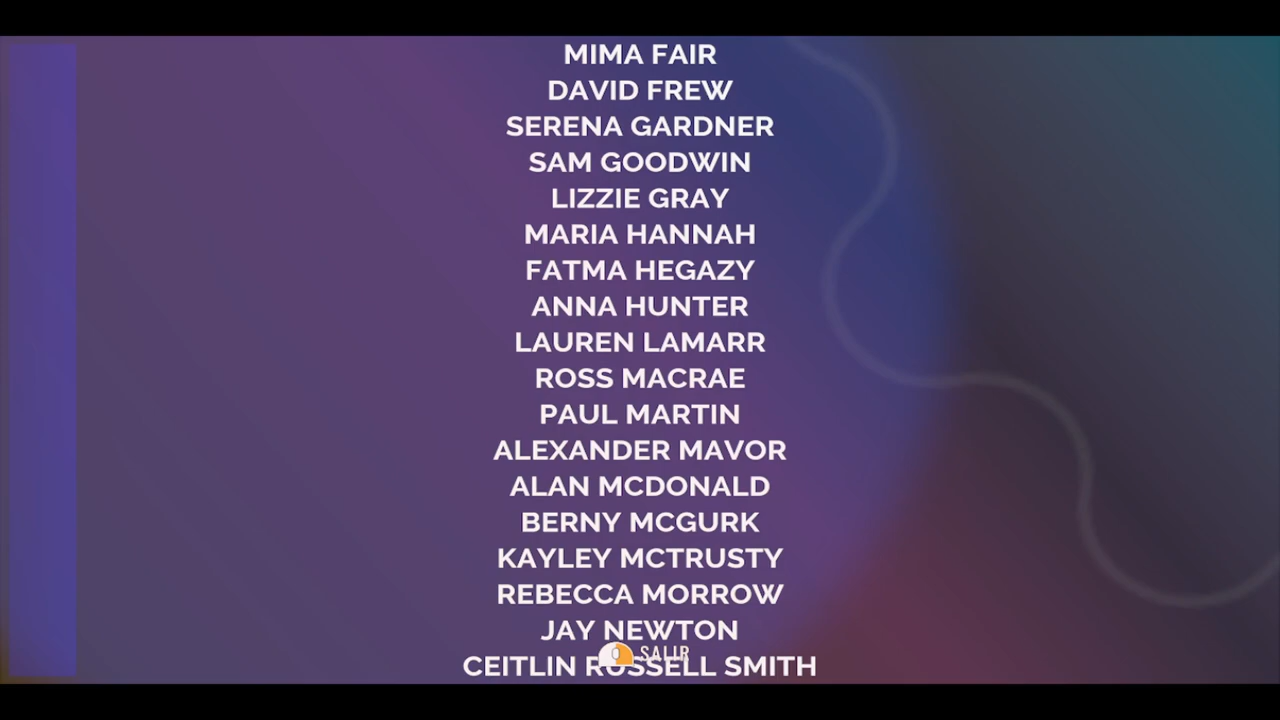 MIMA FAIR
DAVID FREW
SERENA GARDNER
SAM GOODWIN
LIZZIE GRAY
MARIA HANNAH
FATMA HEGAZY
ANNA HUNTER
LAUREN LAMARR
ROSS MACRAE
PAUL MARTIN
ALEXANDER MAVOR
ALAN MCDONALD
BERNY MCGURK
KAYLEY MCTRUSTY
REBECCA MORROW
JAY NEWTON
SALIR
CEITLIN RUSSELL SMITH